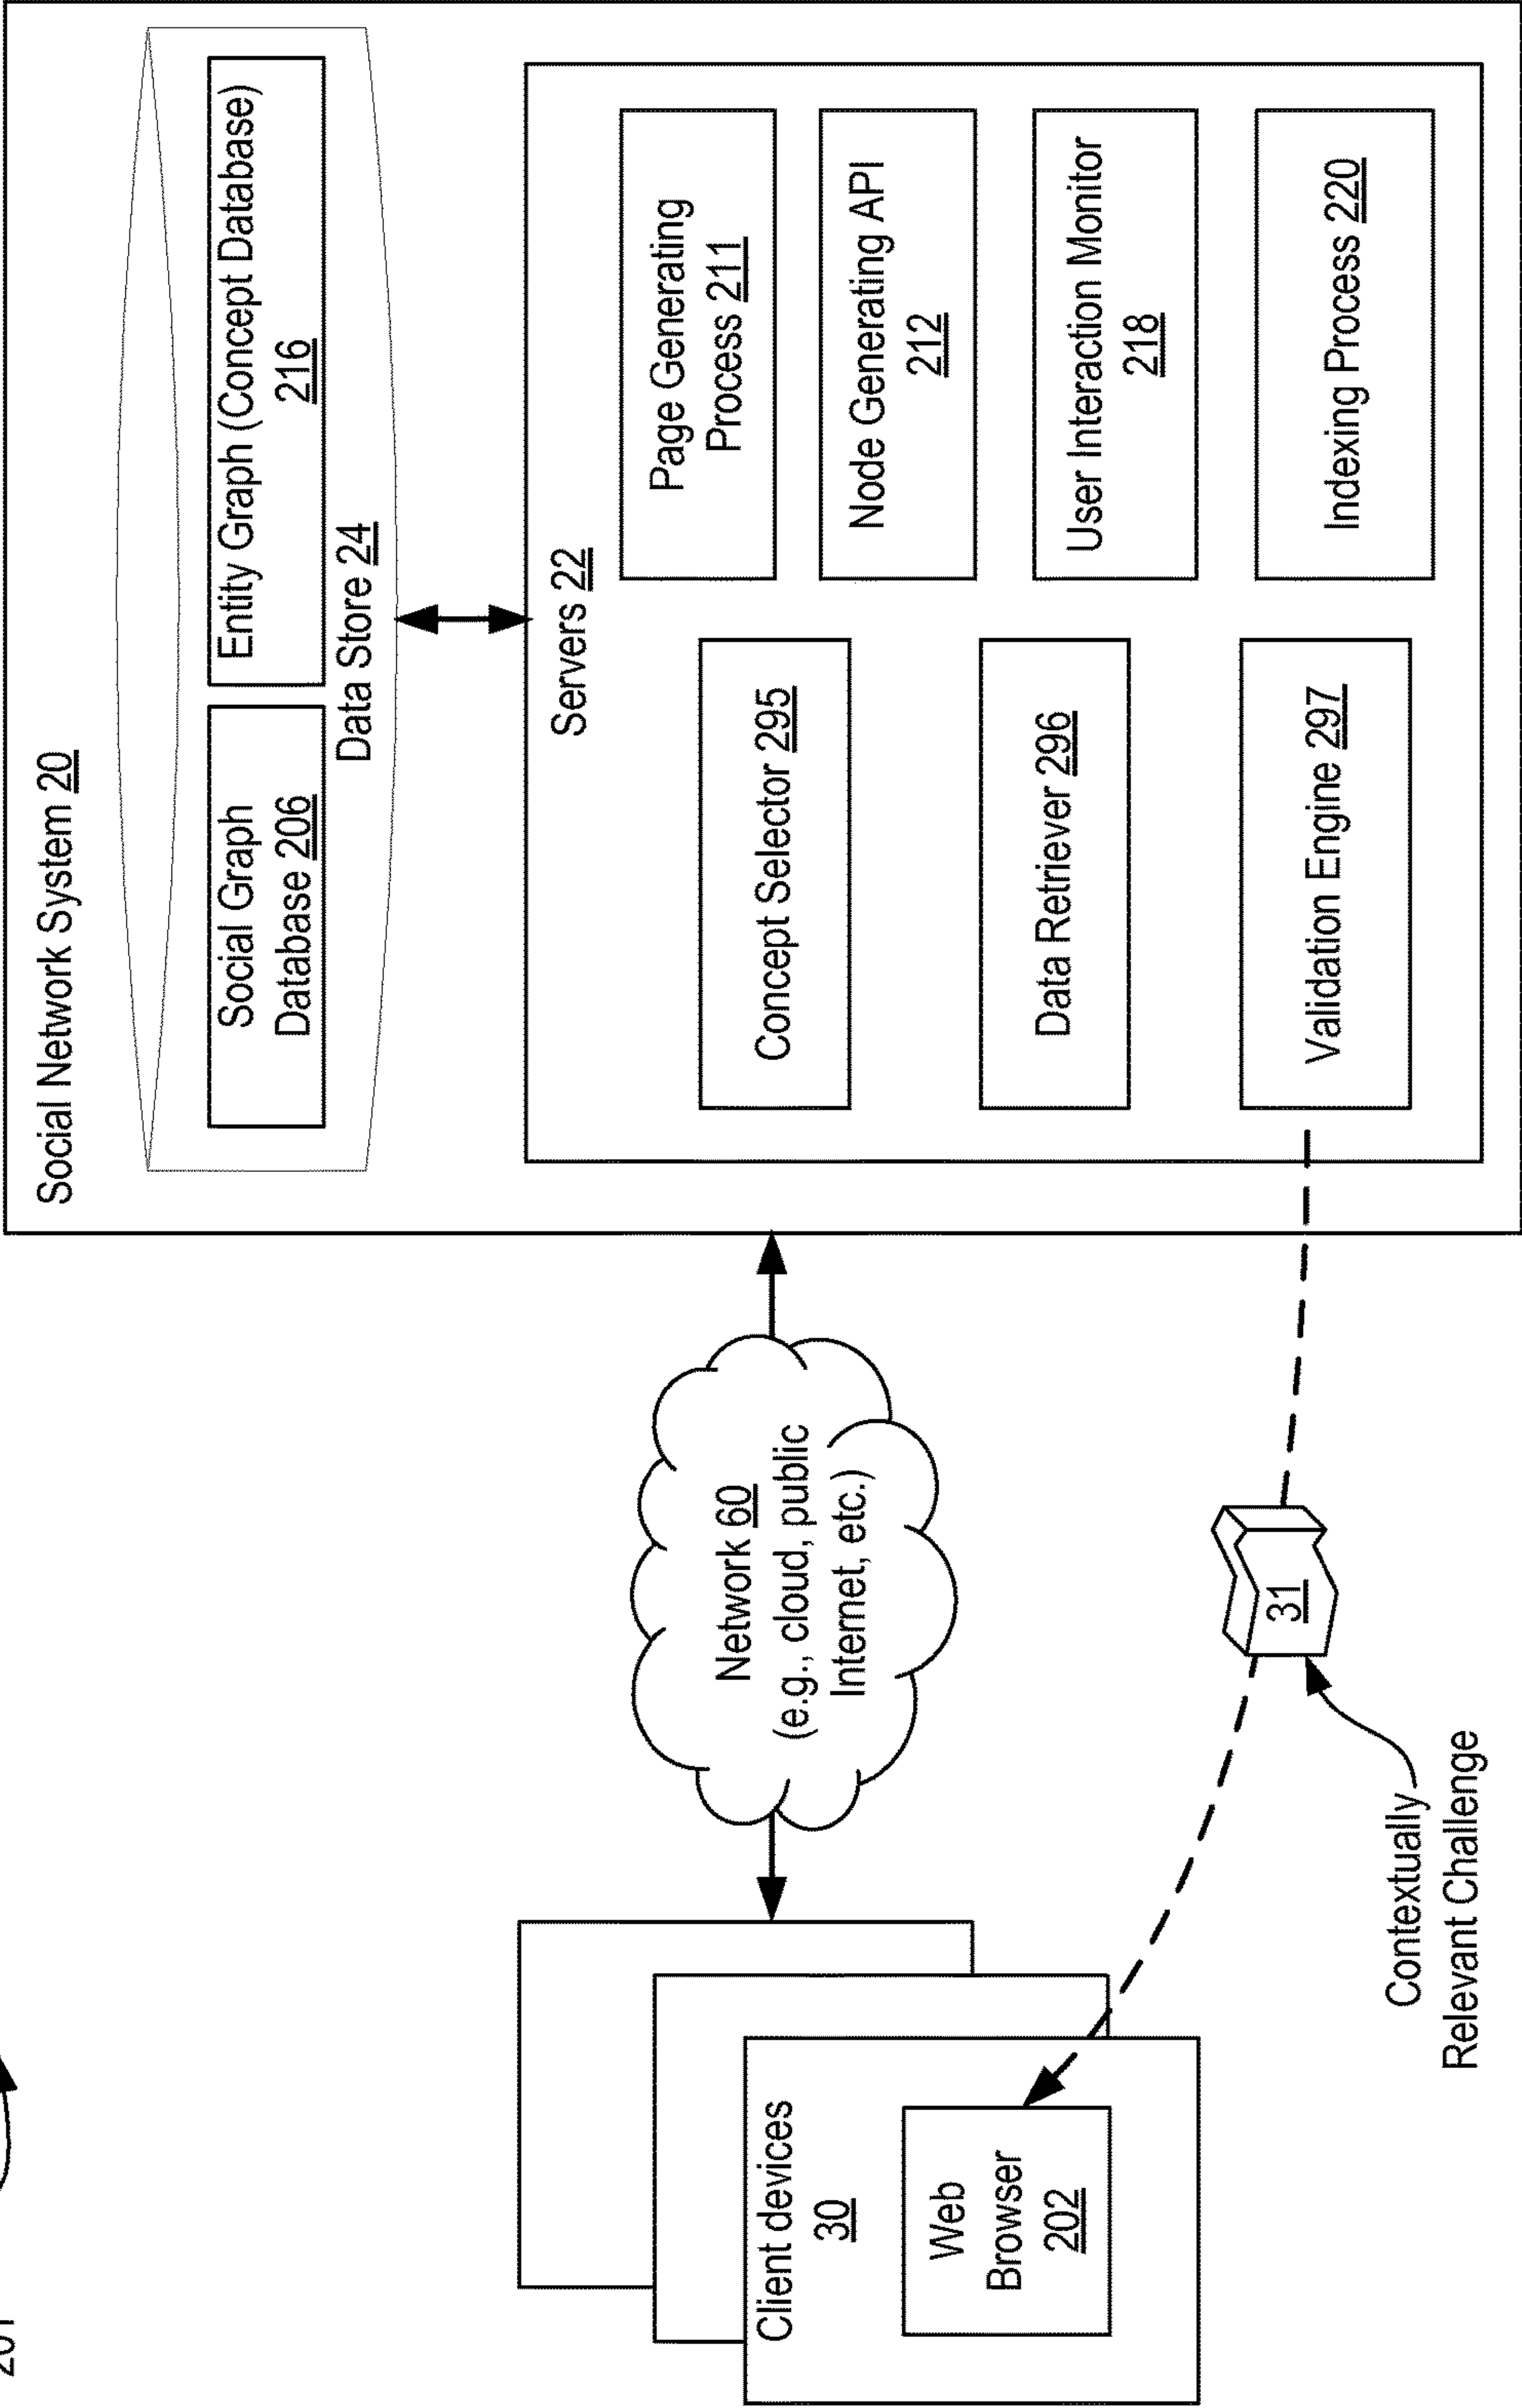 201
Social Network System 20
Social Graph
Database 206
Entity Graph (Concept Database)
216
Data Store 24
Servers 22
Concept Selector 295
Data Retriever 296
Validation Engine 297
Page Generating
Process 211
Node Generating API
212
User Interaction Monitor
218
Indexing Process 220
Network 60
(e.g., cloud, public
Internet, etc.)
Client devices
30
Web
Browser
202
31
Contextually
Relevant Challenge